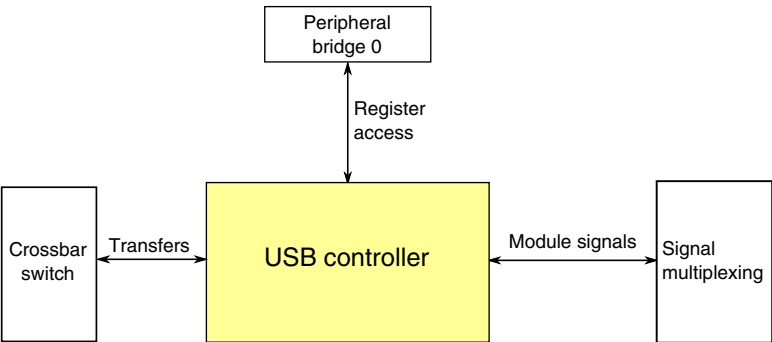 Peripheral
bridge 0
Register
access
Crossbar
switch
Transfers
USB controller
Module signals
Signal
multiplexing